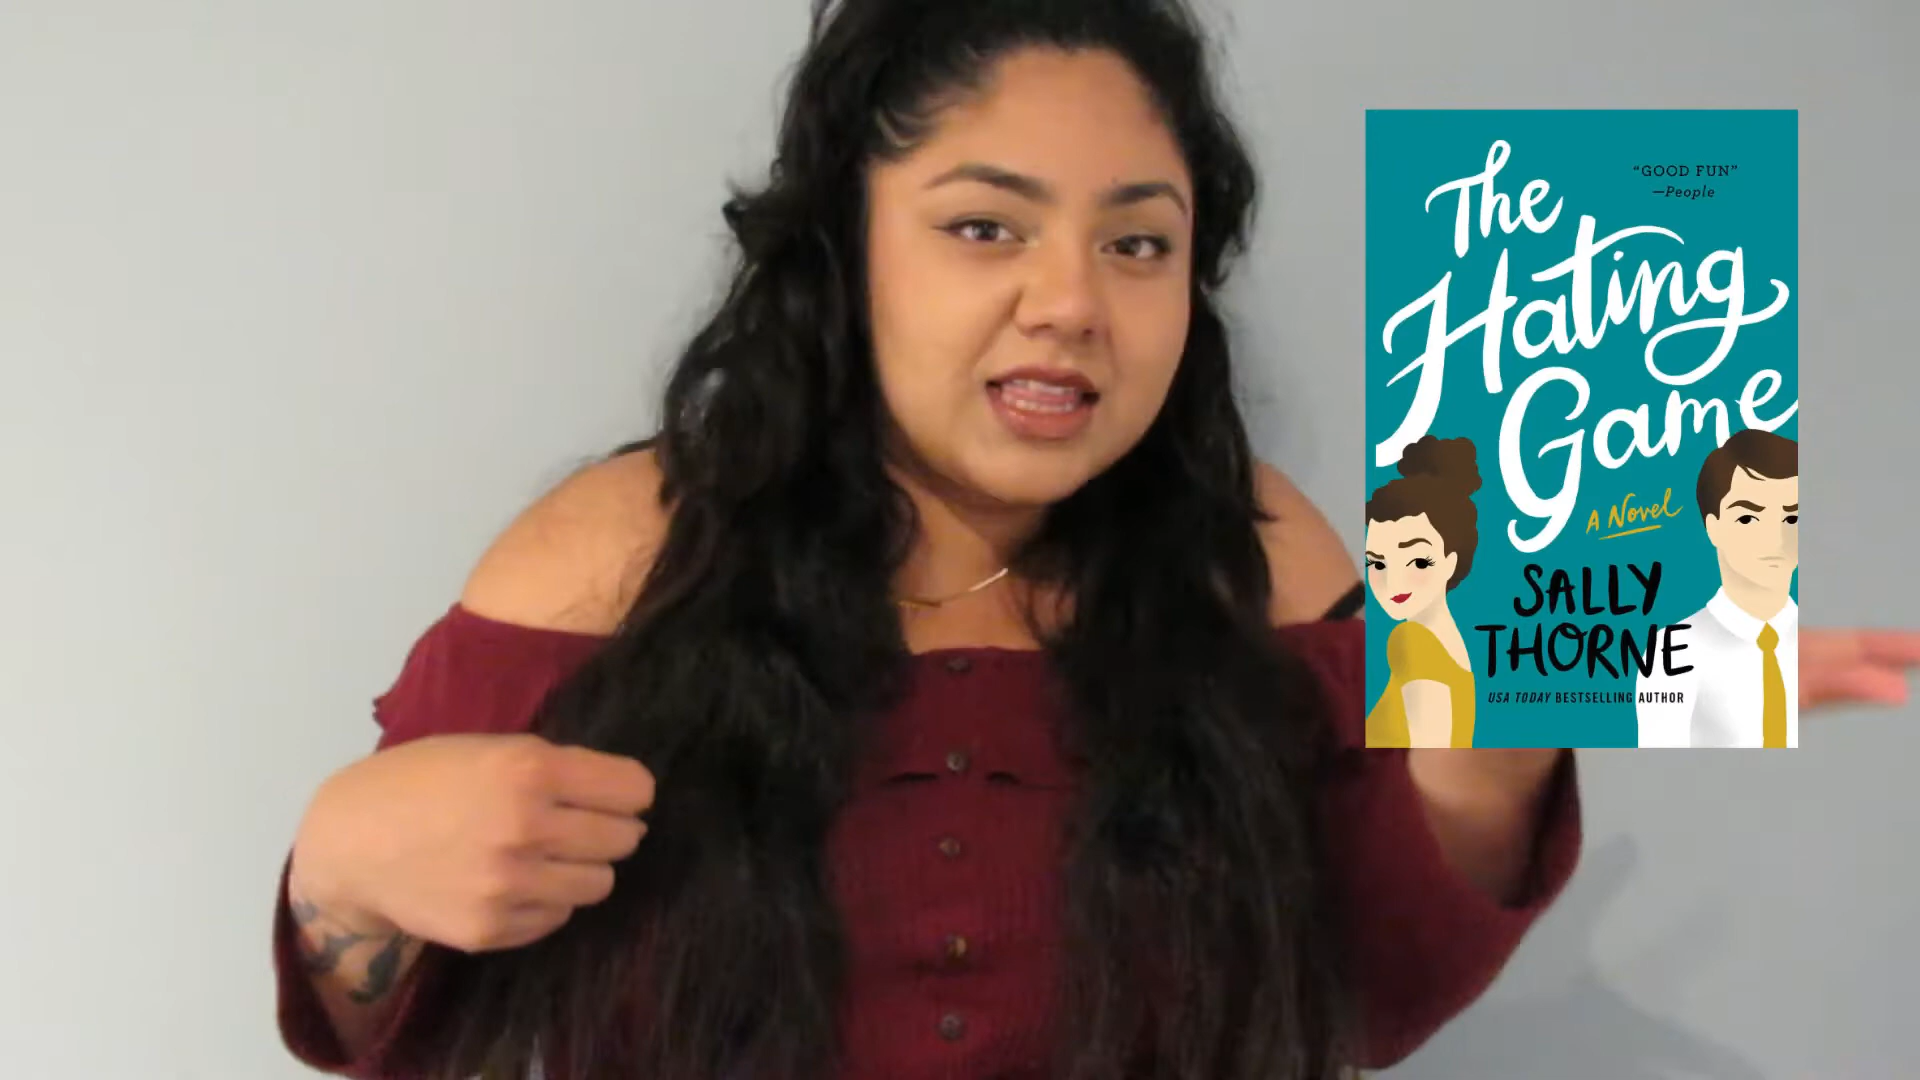 The
"GOOD FUN"
—People
Hating
Game
A Novel
SALLY
THORNE
USA TODAY BESTSELLING AUTHOR